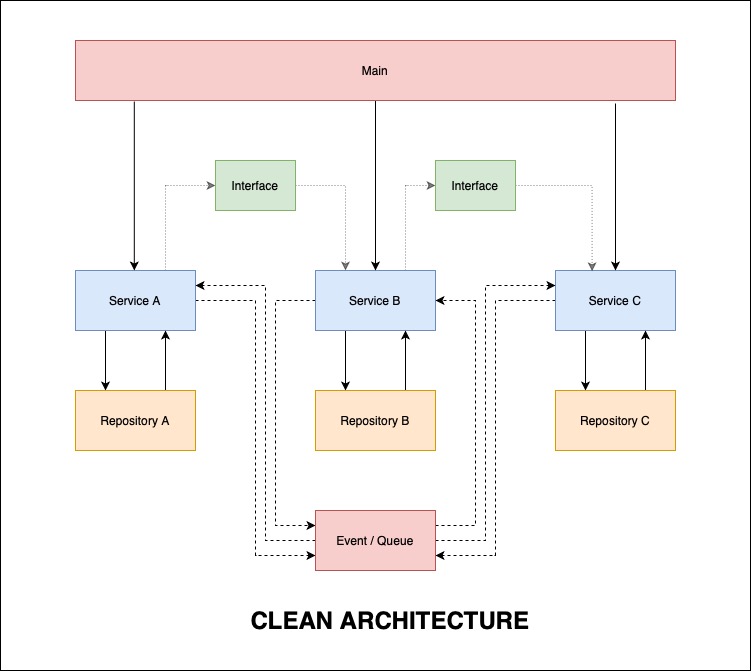 Main
Interface
Interface
Service A
Service B
Service C
Repository A
Repository B
Repository C
Event / Queue
CLEAN ARCHITECTURE